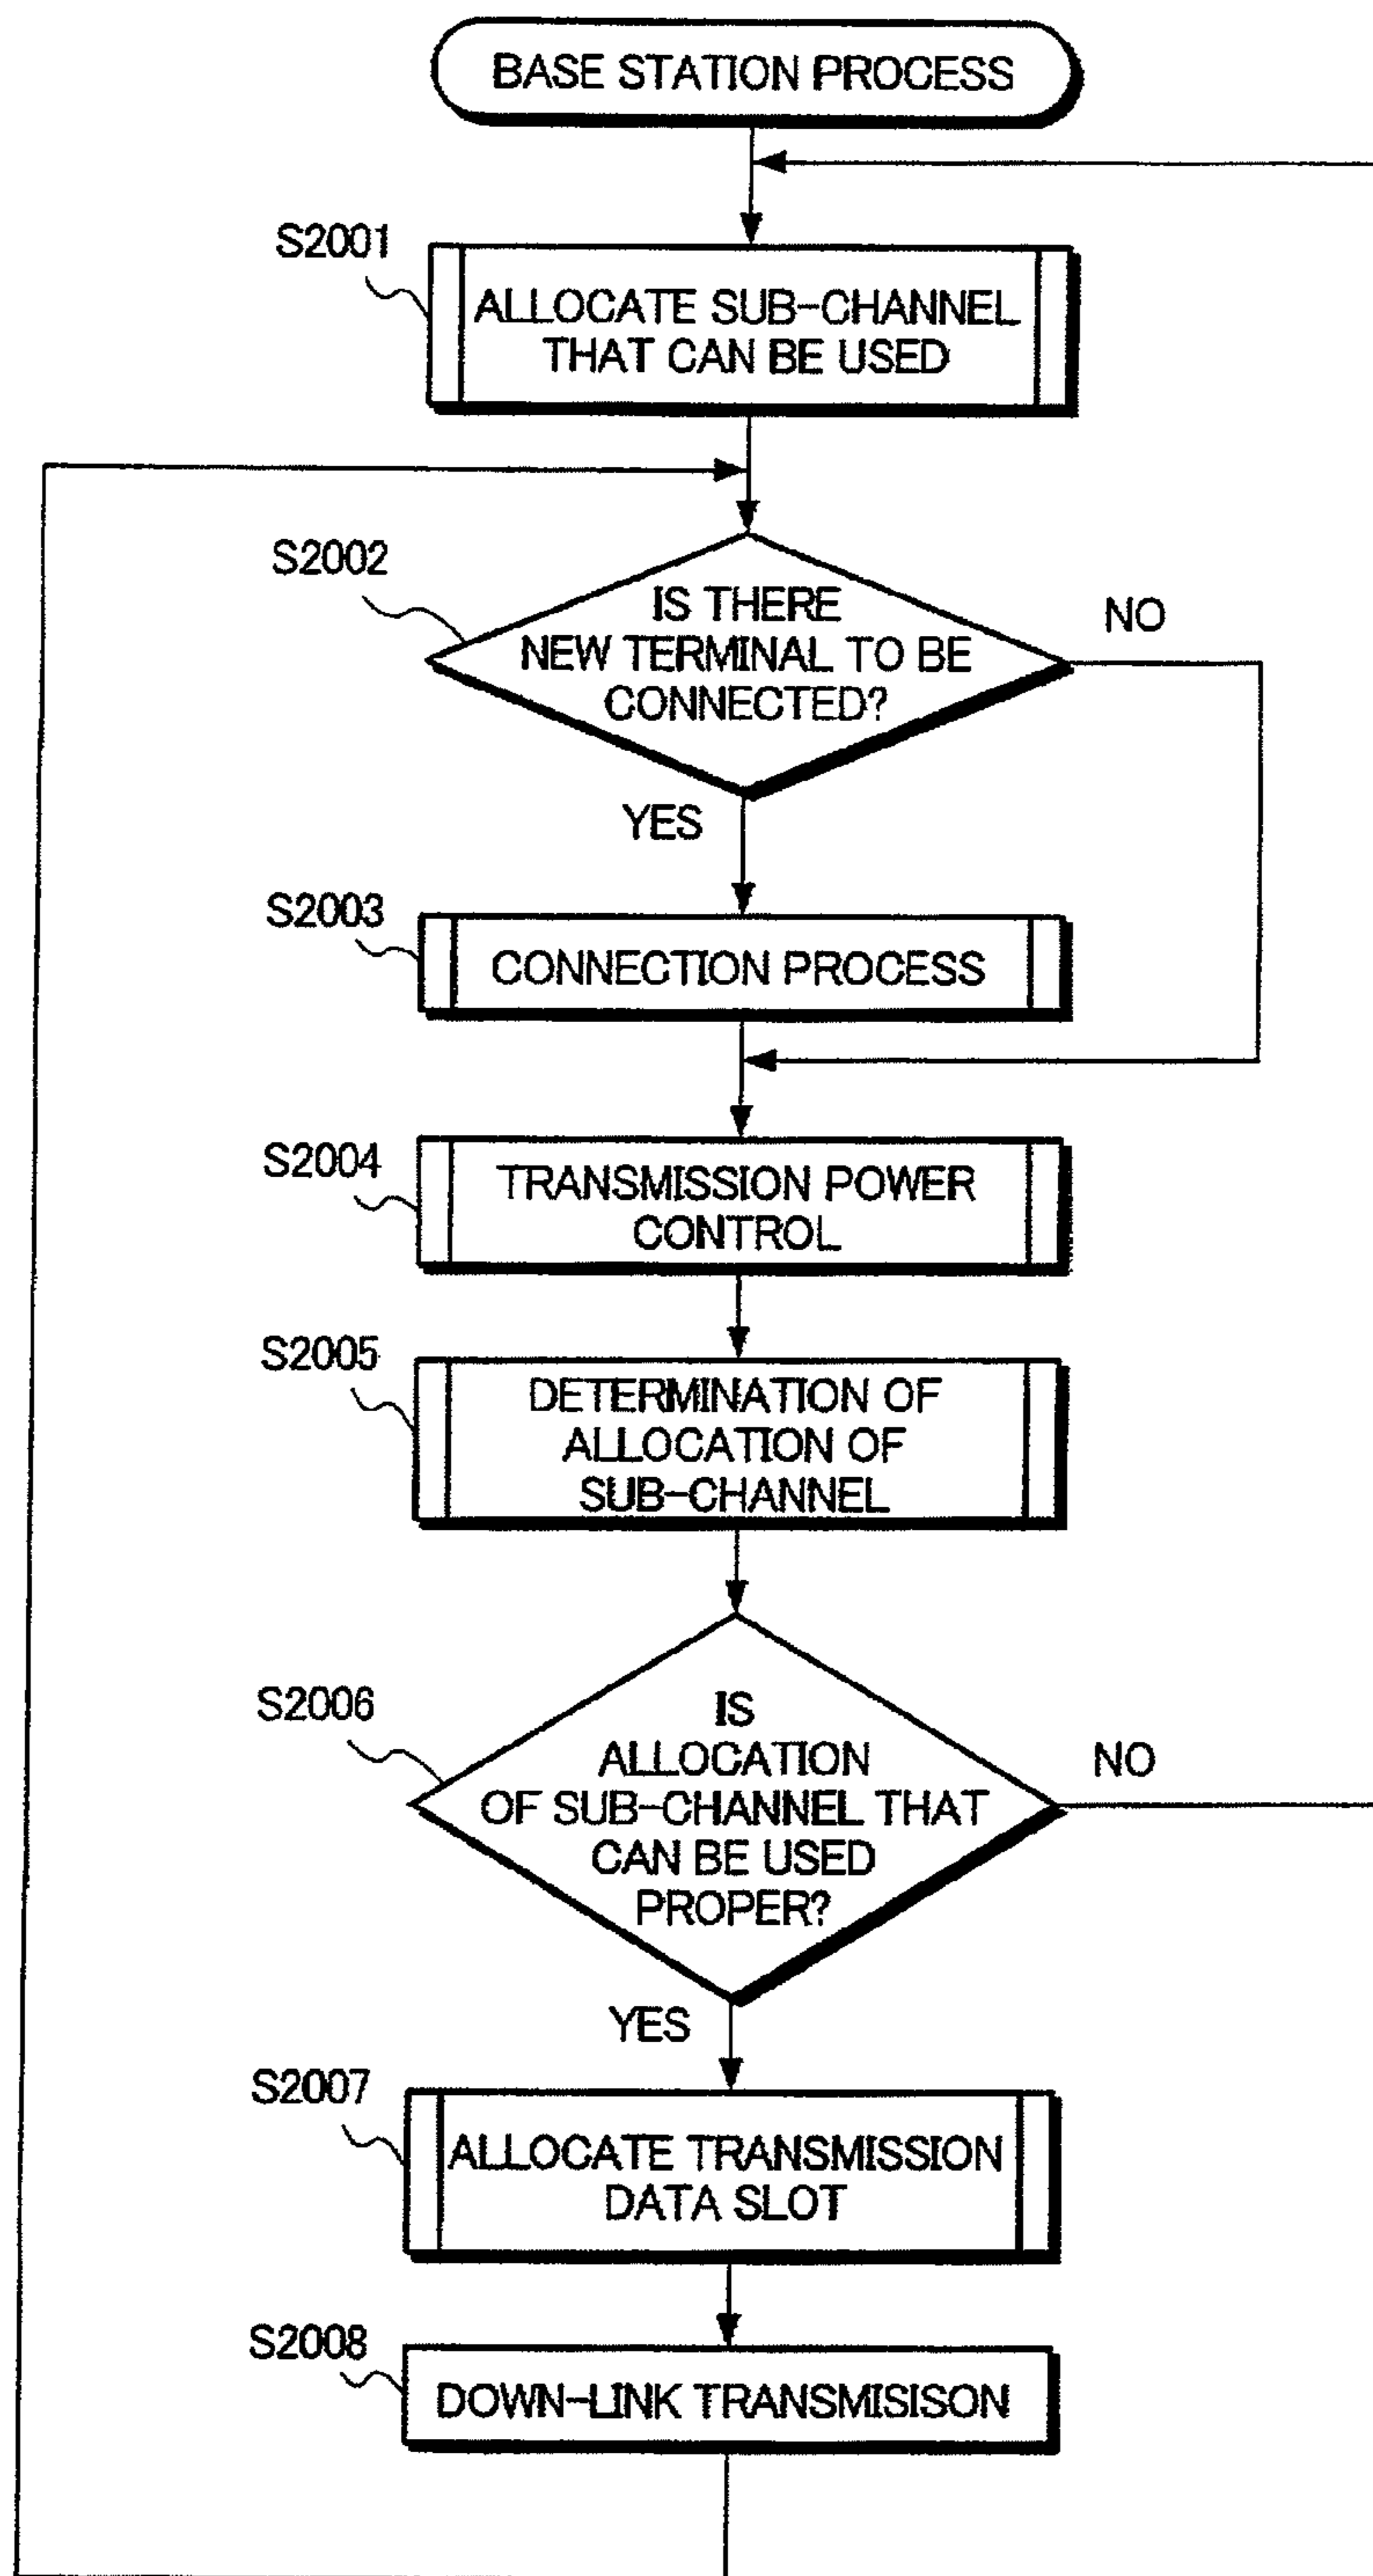 BASE STATION PROCESS
S2001
ALLOCATE SUB-CHANNEL
THAT CAN BE USED
S2002
IS THERE
NEW TERMINAL TO BE
CONNECTED?
NO
YES
S2003
CONNECTION PROCESS
S2004
TRANSMISSION POWER
CONTROL
S2005
DETERMINATION OF
ALLOCATION OF
SUB-CHANNEL
S2006
IS
ALLOCATION
OF SUB-CHANNEL THAT
CAN BE USED
PROPER?
NO
YES
S2007
ALLOCATE TRANSMISSION
DATA SLOT
S2008
DOWN-LINK TRANSMISISON